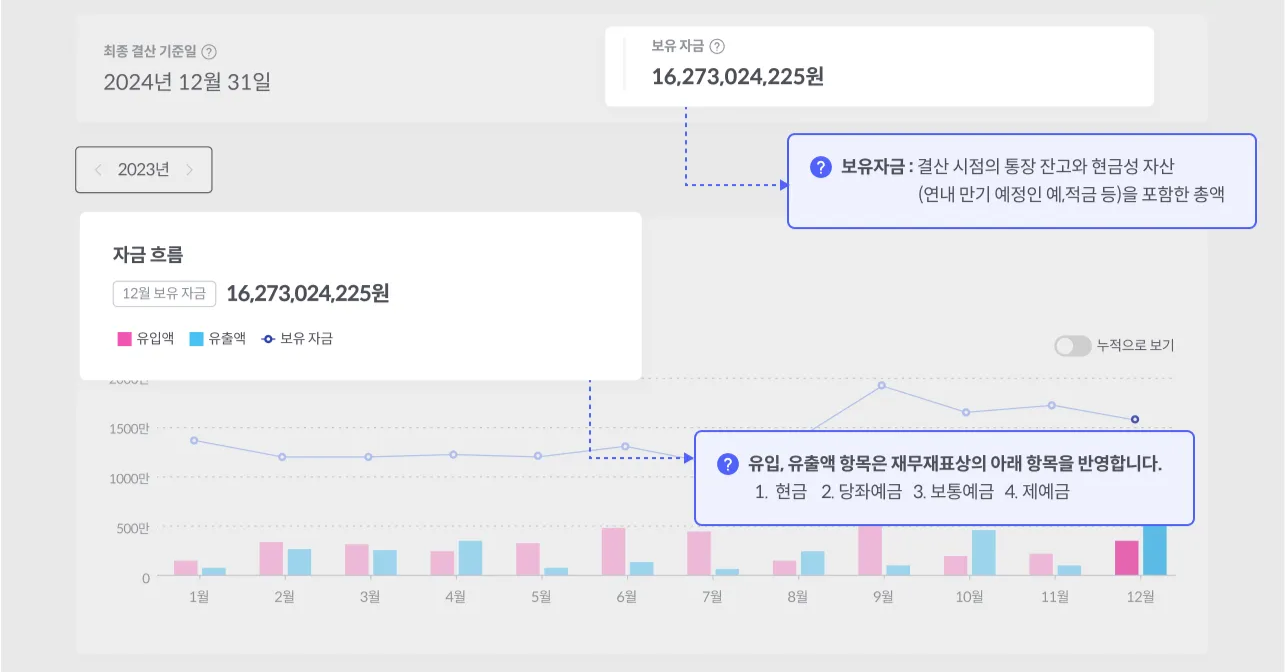 최종 결산 기준일 ?
2024년 12월 31일
보유 자금 ?
16,273,024,225원
< 2023년 >
? 보유자금 : 결산 시점의 통장 잔고와 현금성 자산
(연내 만기 예정인 예,적금 등)을 포함한 총액
자금 흐름
12월 보유 자금 16,273,024,225원
유입액 유출액 보유 자금
누적으로 보기
1500만
1000만
500만
0
? 유입, 유출액 항목은 재무재표상의 아래 항목을 반영합니다.
1. 현금 2. 당좌예금 3. 보통예금 4. 제예금
1월 2월 3월 4월 5월 6월 7월 8월 9월 10월 11월 12월